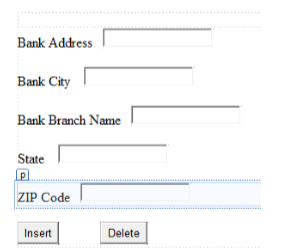 Bank Address
Bank City
Bank Branch Name
State
p
ZIP Code
Insert Delete